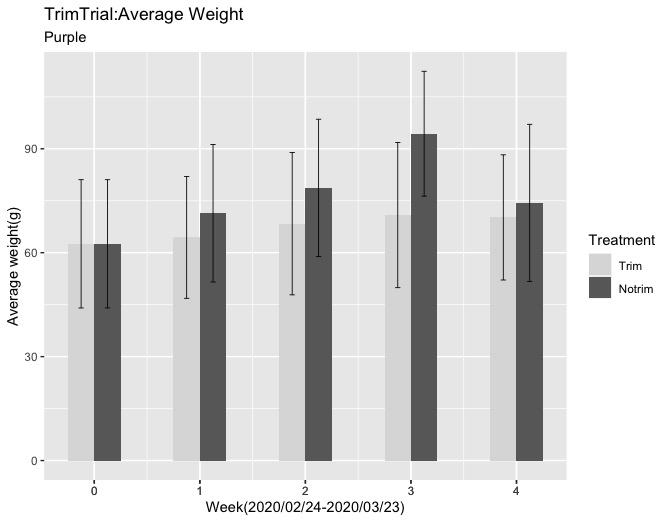 TrimTrial:Average Weight
Purple
Average weight(g)
90
60
30
0
0 1 2 3 4
Week(2020/02/24-2020/03/23)
Treatment
Trim
Notrim